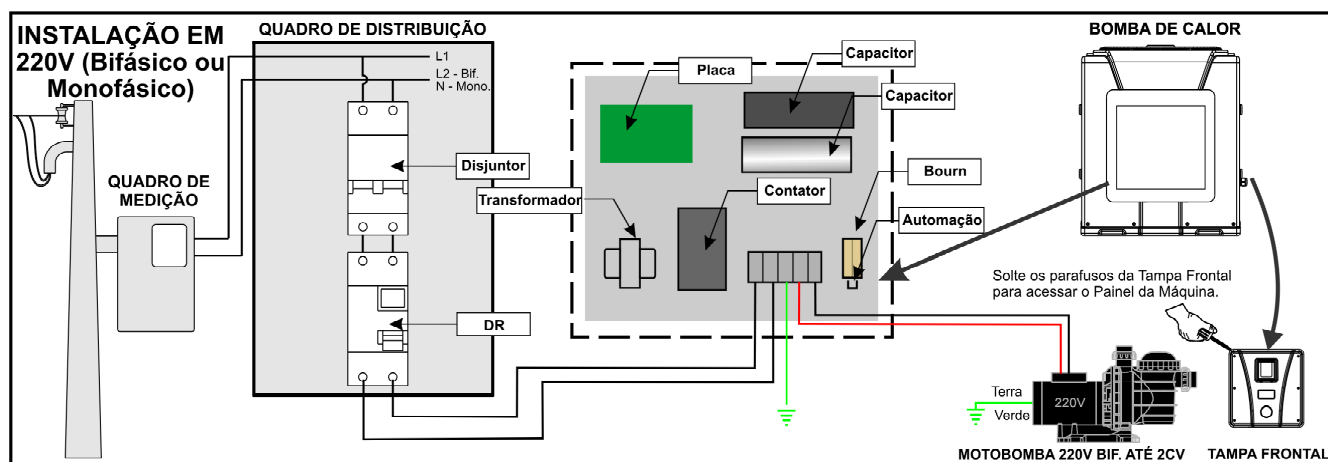 INSTALAÇÃO EM
220V (Bifásico ou
Monofásico)
QUADRO DE DISTRIBUIÇÃO
L1
L2 - Bif.
N - Mono.
Disjuntor
DR
QUADRO DE
MEDIÇÃO
Placa
Capacitor
Capacitor
Transformador
Contator
Bourn
Automação
BOMBA DE CALOR
Solte os parafusos da Tampa Frontal
para acessar o Painel da Máquina.
Terra
Verde
220V
MOTOBOMBA 220V BIF. ATÉ 2CV
TAMPA FRONTAL